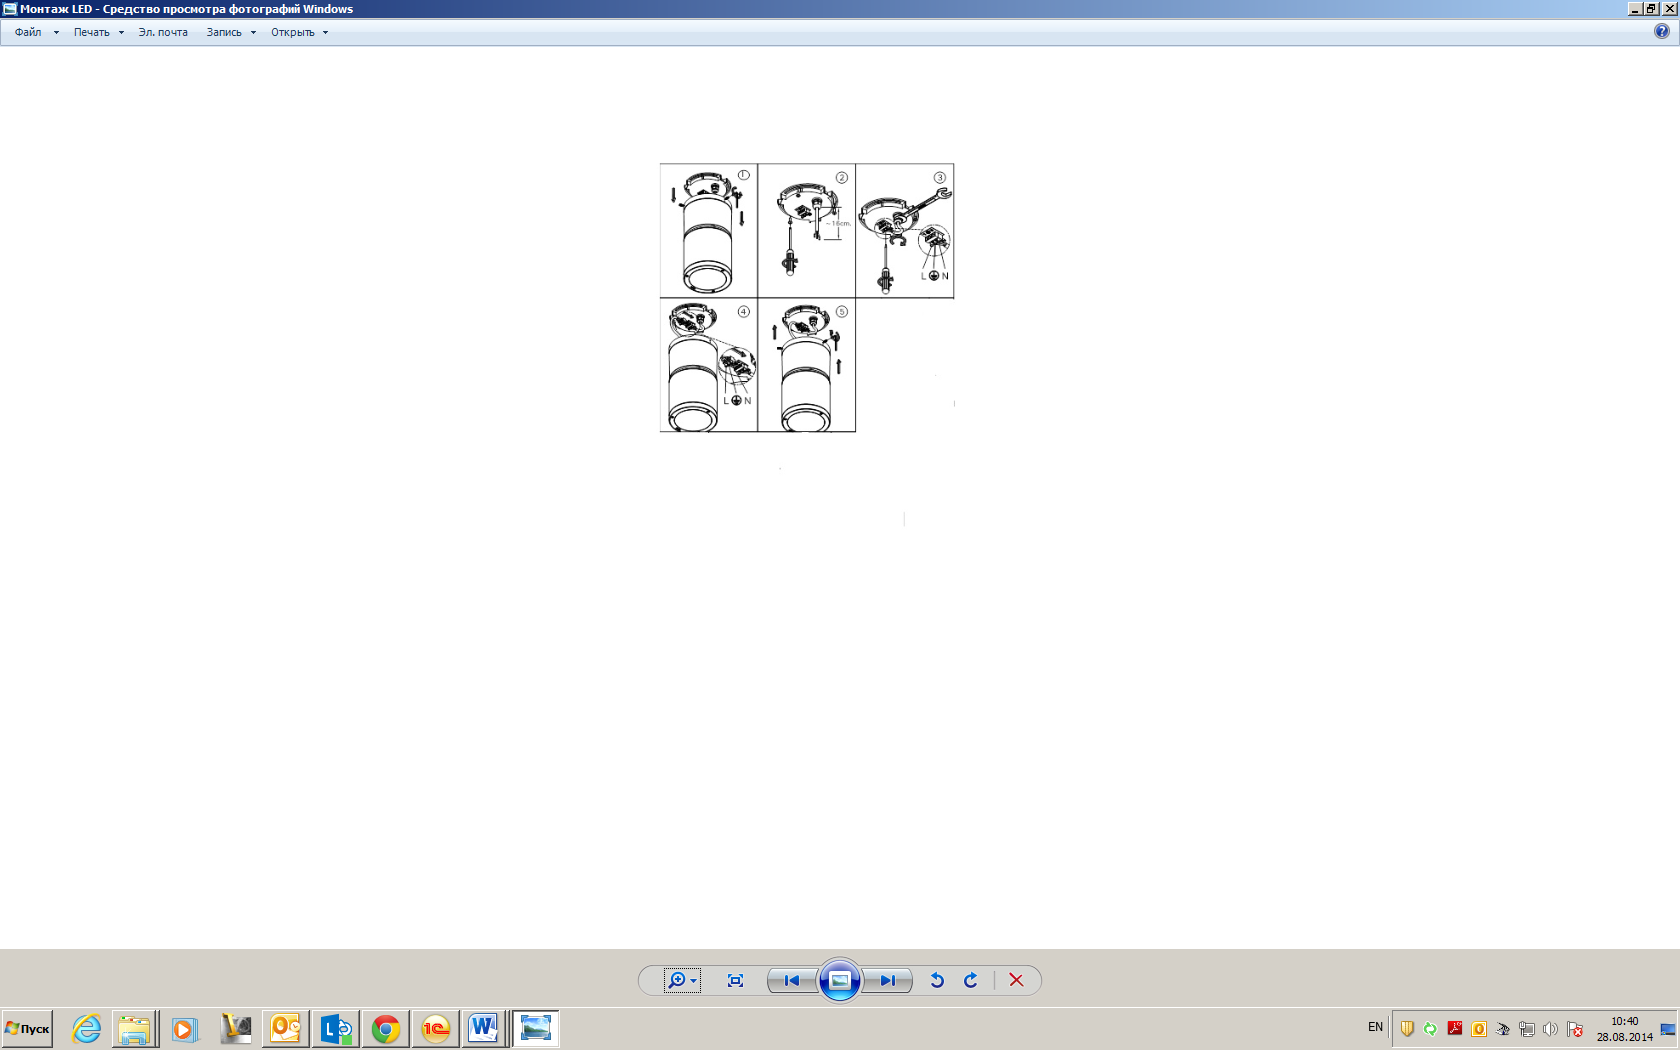 Монтаж LED - Средство просмотра фотографий Windows
Файл Печать Эл. почта Запись Открыть
1
2
3
~16cm.
L N
4
5
L N
Пуск
EN
10:40
28.08.2014